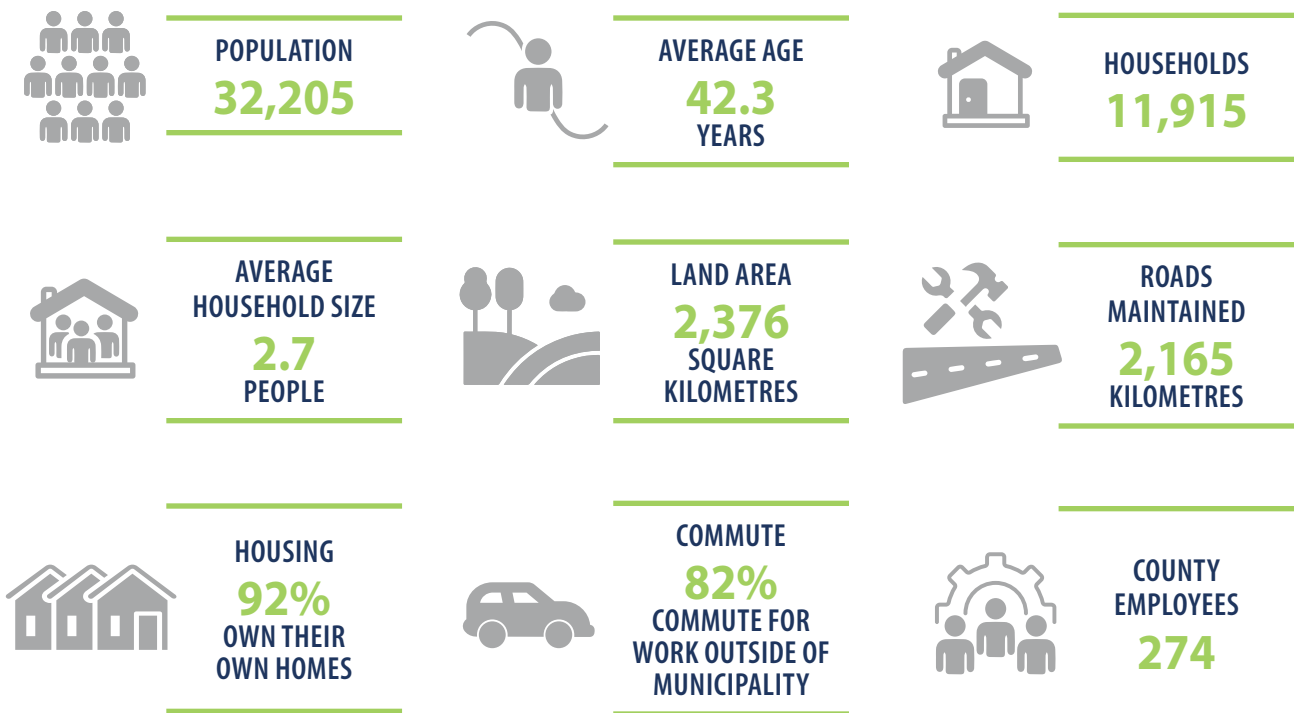 POPULATION
32,205
AVERAGE AGE
42.3
YEARS
HOUSEHOLDS
11,915
AVERAGE
HOUSEHOLD SIZE
2.7
PEOPLE
LAND AREA
2,376
SQUARE
KILOMETRES
ROADS
MAINTAINED
2,165
KILOMETRES
HOUSING
92%
OWN THEIR
OWN HOMES
COMMUTE
82%
COMMUTE FOR
WORK OUTSIDE OF
MUNICIPALITY
COUNTY
EMPLOYEES
274